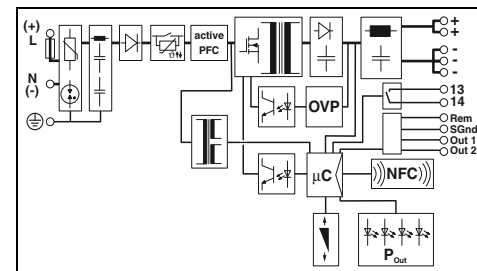 (+)
L
N
(-)
active
PFC
ϑ
OVP
μC
NFC
P Out
+
+
-
-
-
13
14
Rem
SGnd
Out 1
Out 2